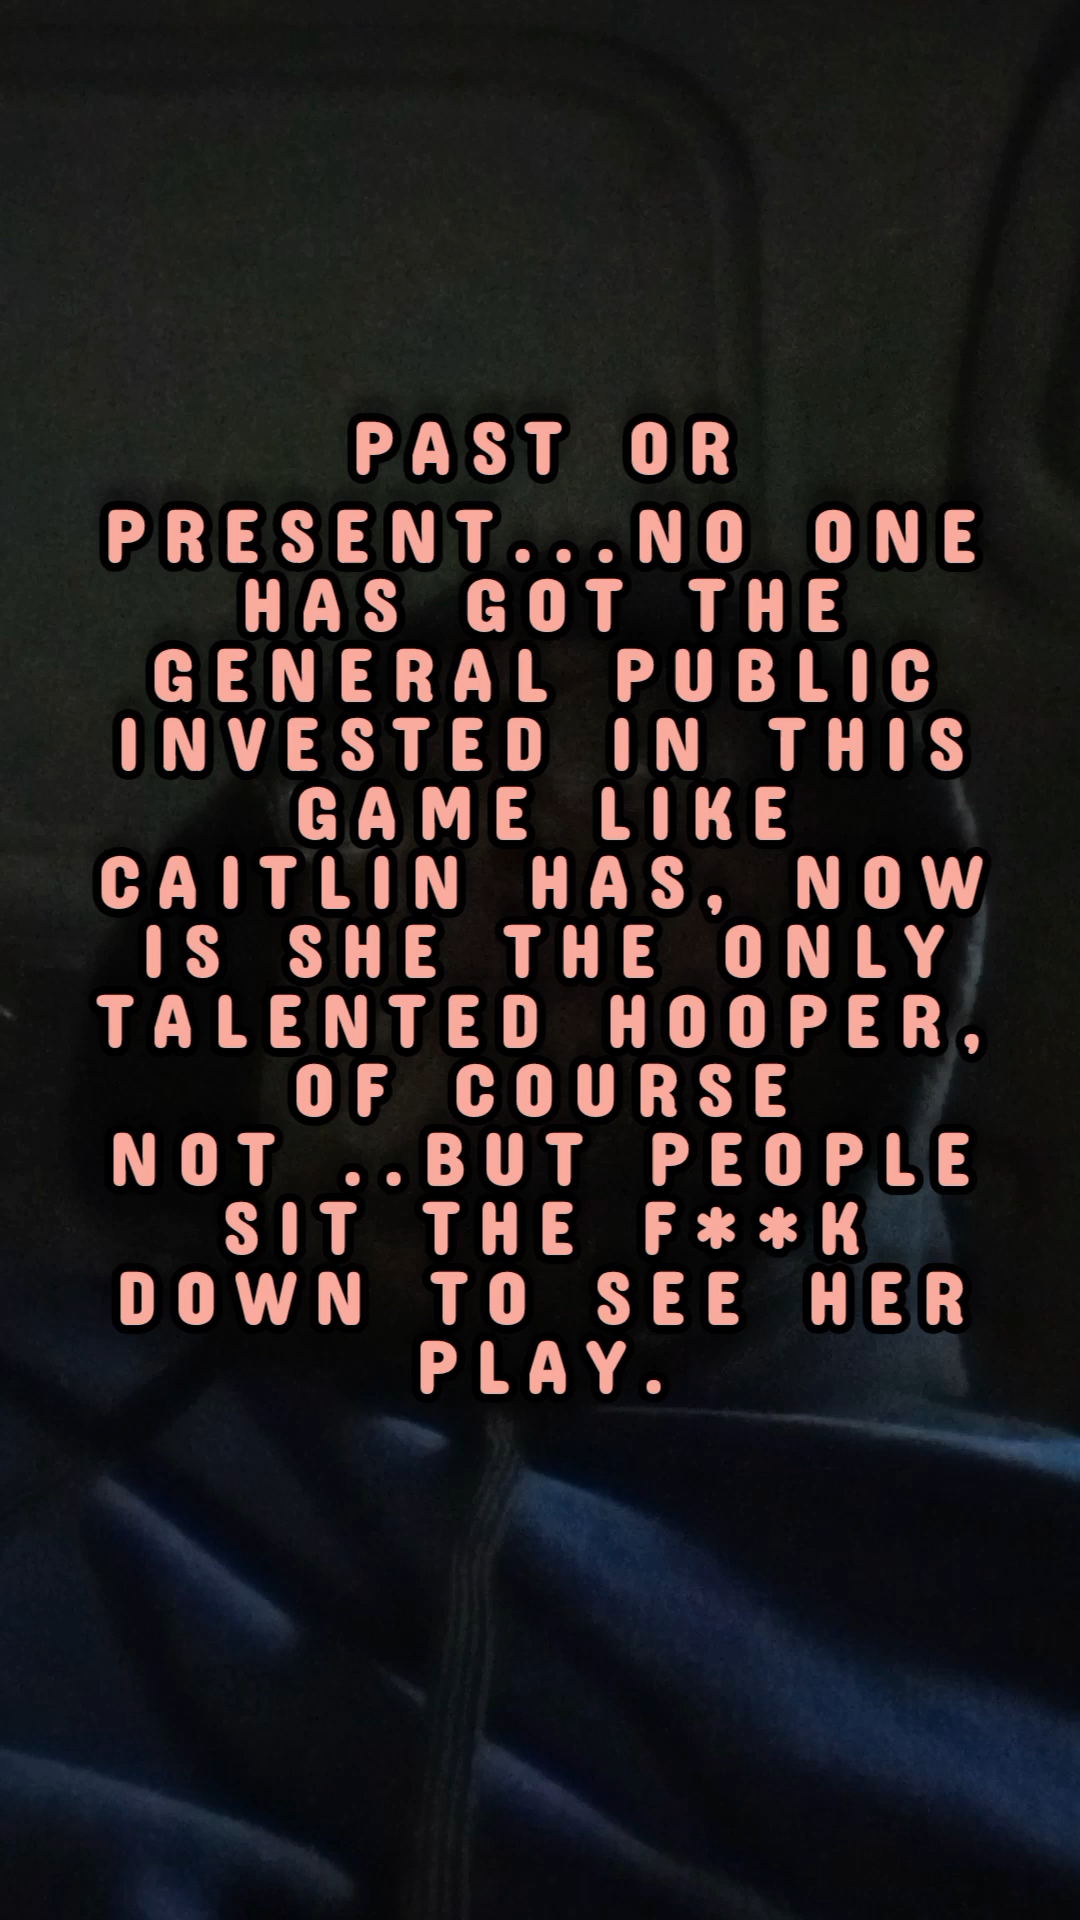 PAST OR
PRESENT...NO ONE
HAS GOT THE
GENERAL PUBLIC
INVESTED IN THIS
GAME LIKE
CAITLIN HAS, NOW
IS SHE THE ONLY
TALENTED HOOPER,
OF COURSE
NOT ..BUT PEOPLE
SIT THE F**K
DOWN TO SEE HER
PLAY.